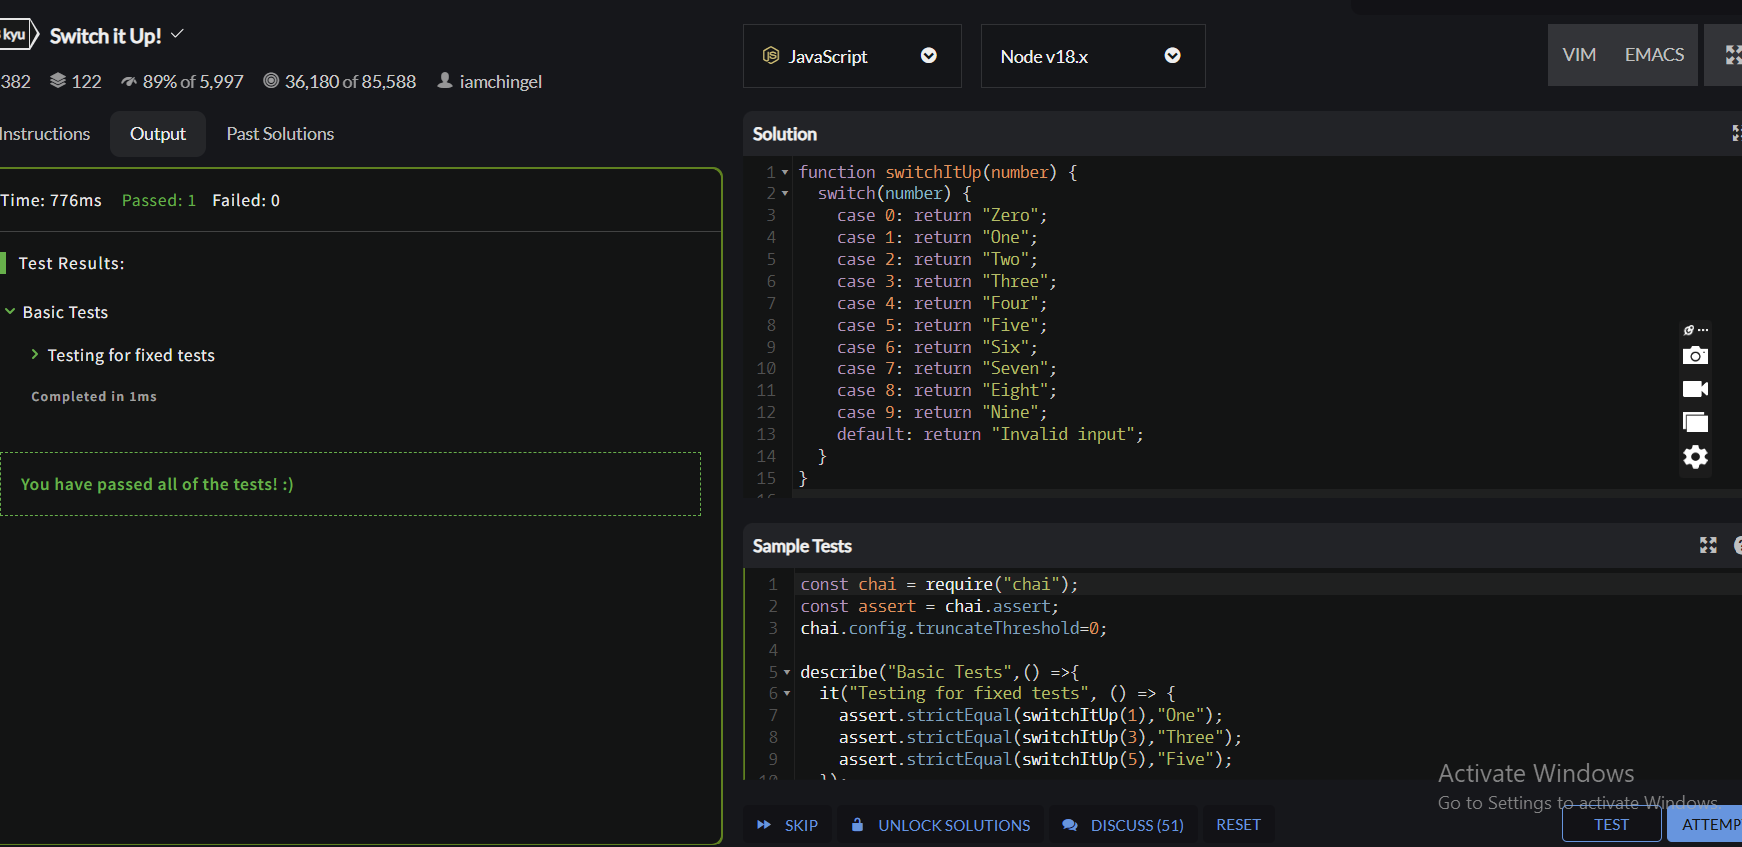 kyu Switch it Up!
382 122 89% of 5,997 36,180 of 85,588 iamchingel
Instructions Output Past Solutions
Time: 776ms Passed: 1 Failed: 0
Test Results:
Basic Tests
Testing for fixed tests
Completed in 1ms
You have passed all of the tests! :)
JavaScript Node v18.x VIM EMACS
Solution
1 function switchItUp(number) {
2 switch(number) {
3 case 0: return "Zero";
4 case 1: return "One";
5 case 2: return "Two";
6 case 3: return "Three";
7 case 4: return "Four";
8 case 5: return "Five";
9 case 6: return "Six";
10 case 7: return "Seven";
11 case 8: return "Eight";
12 case 9: return "Nine";
13 default: return "Invalid input";
14 }
15 }
Sample Tests
1 const chai = require("chai");
2 const assert = chai.assert;
3 chai.config.truncateThreshold=0;
4
5 describe("Basic Tests",() =>{
6 it("Testing for fixed tests", () => {
7 assert.strictEqual(switchItUp(1),"One");
8 assert.strictEqual(switchItUp(3),"Three");
9 assert.strictEqual(switchItUp(5),"Five");
10 });
Activate Windows
Go to Settings to activate Windows.
SKIP UNLOCK SOLUTIONS DISCUSS (51) RESET TEST ATTEMP